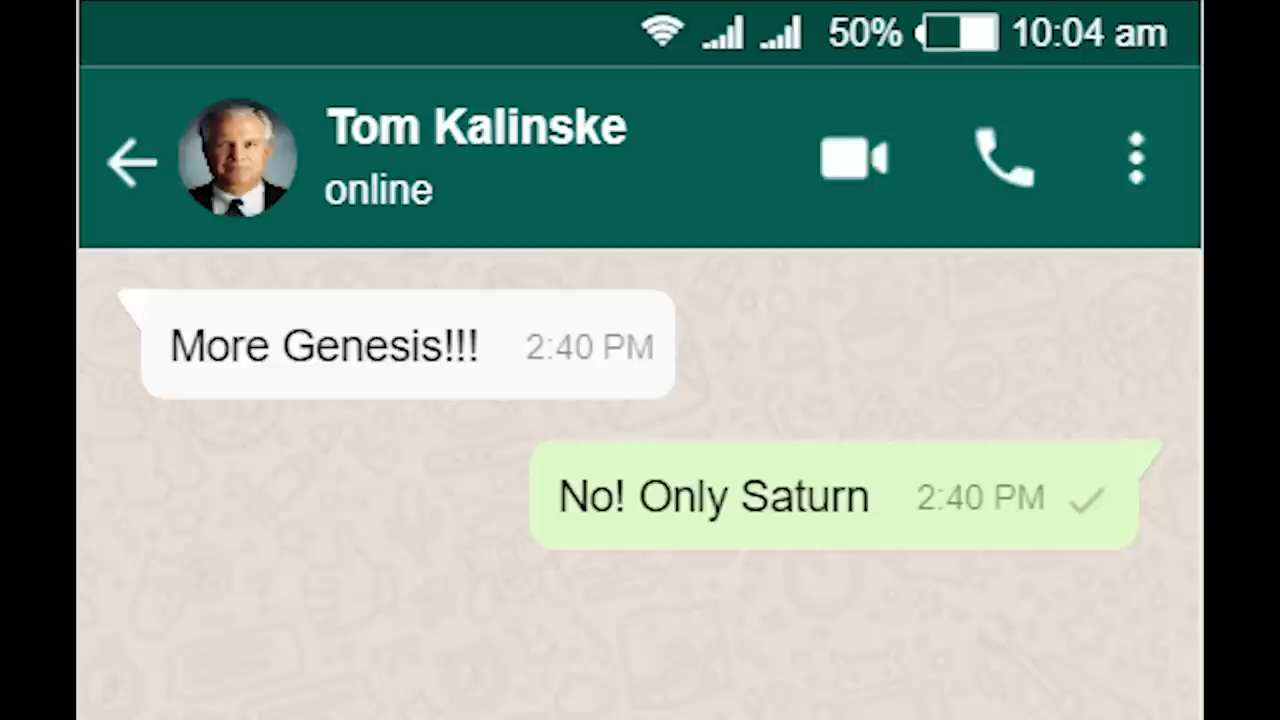 50% 10:04 am
Tom Kalinske
online
More Genesis!!! 2:40 PM
No! Only Saturn 2:40 PM